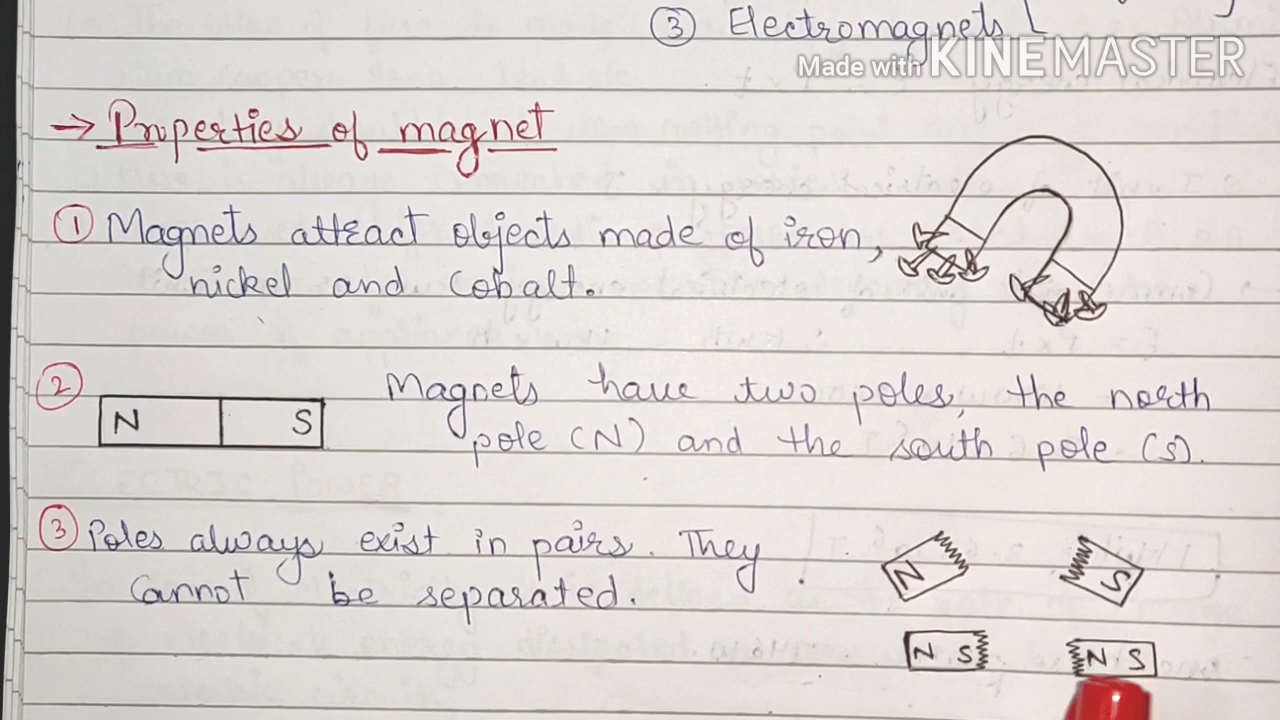 ③ Electromagnets
Made with KINEMASTER
→ Properties of magnet
① Magnets attract objects made of iron,
nickel and Cobalt.
② N S Magnets have two poles, the north
pole (N) and the south pole (S).
③ Poles always exist in pairs. They
Cannot be separated.
N S
N S N S